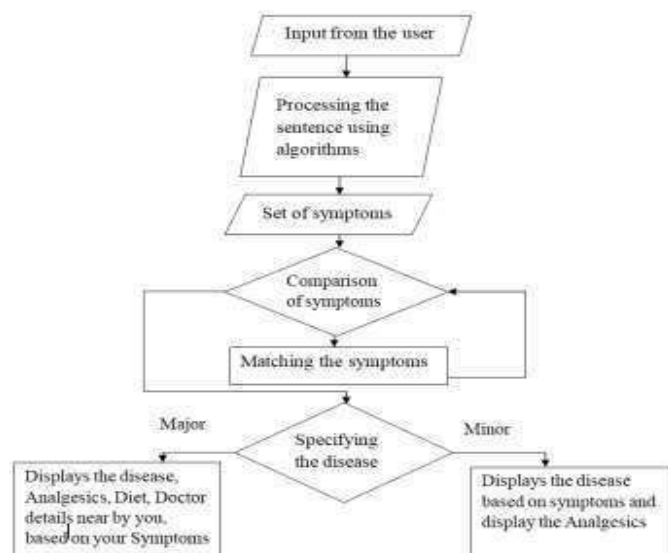 Input from the user
Processing the
sentence using
algorithms
Set of symptoms
Comparison
of symptoms
Matching the symptoms
Major
Specifying
the disease
Minor
Displays the disease,
Analgesics, Diet, Doctor
details near by you,
based on your Symptoms
Displays the disease
based on symptoms and
display the Analgesics